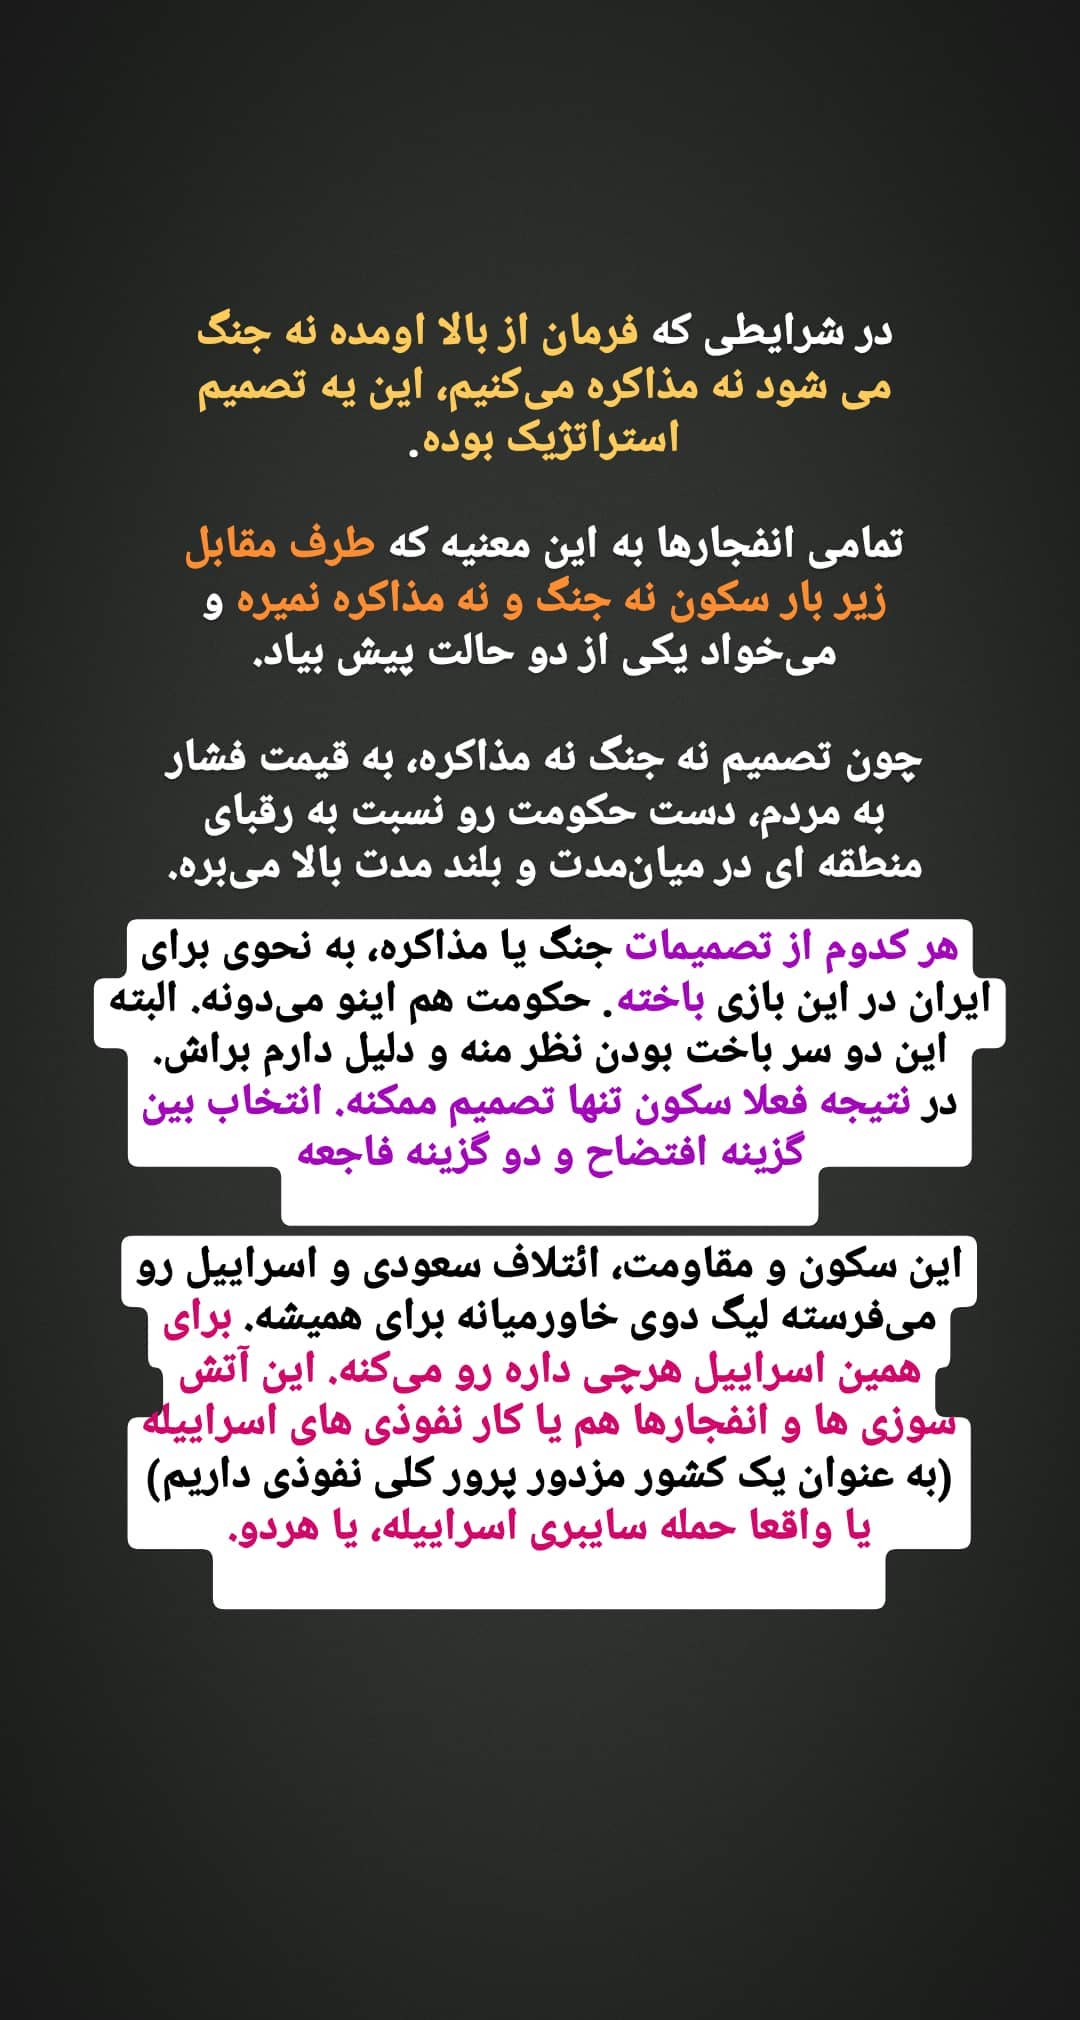 در شرایطی که فرمان از بالا اومده نه جنگ
می شود نه مذاکره می‌کنیم، این یه تصمیم
استراتژیک بوده.
تمامی انفجارها به این معنیه که طرف مقابل
زیر بار سکون نه جنگ و نه مذاکره نمیره و
می‌خواد یکی از دو حالت پیش بیاد.
چون تصمیم نه جنگ نه مذاکره، به قیمت فشار
به مردم، دست حکومت رو نسبت به رقبای
منطقه ای در میان‌مدت و بلند مدت بالا می‌بره.
هر کدوم از تصمیمات جنگ یا مذاکره، به نحوی برای
ایران در این بازی باخته. حکومت هم اینو می‌دونه. البته
این دو سر باخت بودن نظر منه و دلیل دارم براش.
در نتیجه فعلا سکون تنها تصمیم ممکنه. انتخاب بین
گزینه افتضاح و دو گزینه فاجعه
این سکون و مقاومت، ائتلاف سعودی و اسراییل رو
می‌فرسته لیگ دوی خاورمیانه برای همیشه. برای
همین اسراییل هرچی داره رو می‌کنه. این آتش
سوزی ها و انفجارها هم یا کار نفوذی های اسراییله
(به عنوان یک کشور مزدور پرور کلی نفوذی داریم)
یا واقعا حمله سایبری اسراییله، یا هردو.